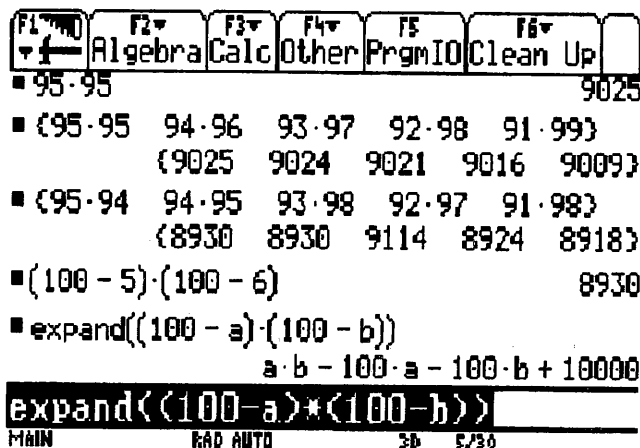 F1 F2 F3 F4 F5 F6
Algebra Calc Other PrgmIO Clean Up
▪ 95·95 9025
▪ {95·95 94·96 93·97 92·98 91·99}
{9025 9024 9021 9016 9009}
▪ {95·94 94·95 93·98 92·97 91·98}
{8930 8930 9114 8924 8918}
▪ (100 - 5)·(100 - 6) 8930
▪ expand((100 - a)·(100 - b))
a·b - 100·a - 100·b + 10000
expand((100-a)*(100-b))
MAIN RAD AUTO 3D 5/30